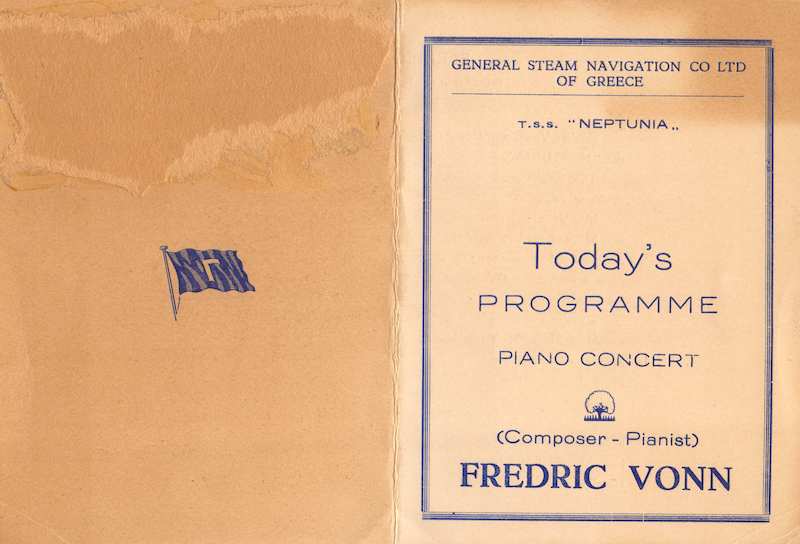 GENERAL STEAM NAVIGATION CO LTD
OF GREECE
T.S.S. "NEPTUNIA„
Today's
PROGRAMME
PIANO CONCERT
(Composer - Pianist)
FREDRIC VONN